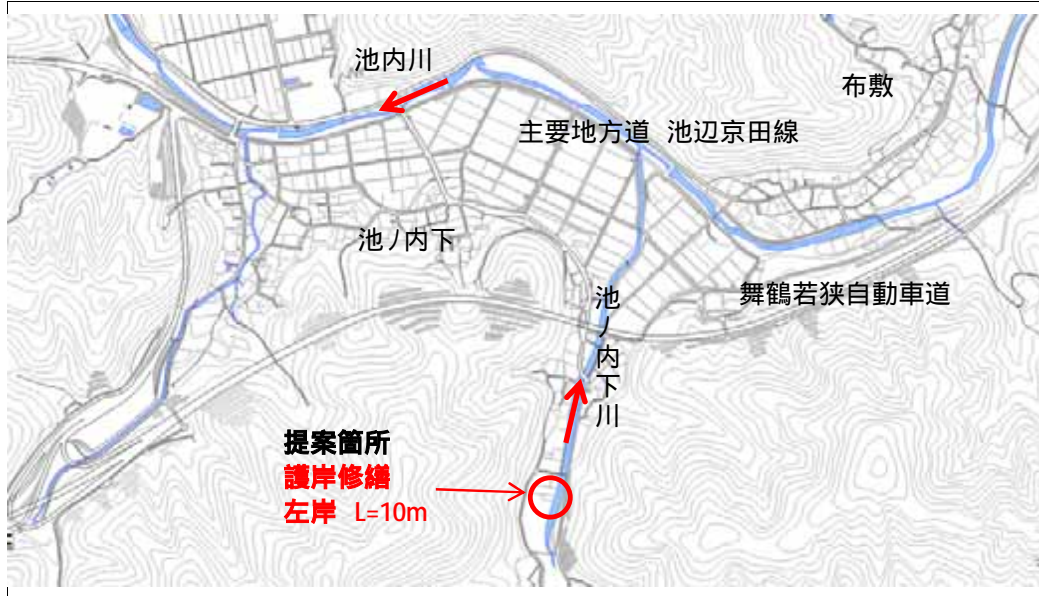 池内川
布敷
主要地方道 池辺京田線
池ノ内下
舞鶴若狭自動車道
池ノ内下川
提案箇所
護岸修繕
左岸 L=10m